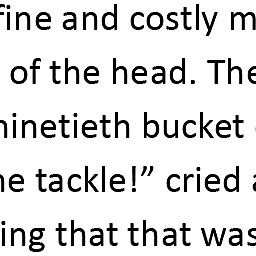 fine and costly m
of the head. The
ninetieth bucket
he tackle!” cried a
ing that that was